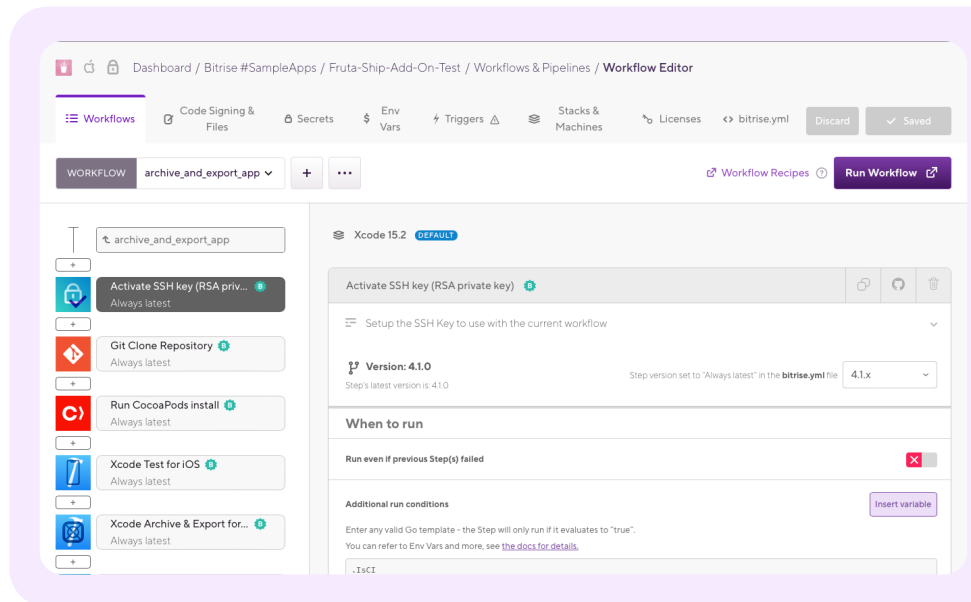 Dashboard / Bitrise #SampleApps / Fruta-Ship-Add-On-Test / Workflows & Pipelines / Workflow Editor
Workflows
Code Signing &
Files
Secrets
$ Env
Vars
Triggers
Stacks &
Machines
Licenses
<> bitrise.yml
Discard
Saved
WORKFLOW
archive_and_export_app
+
...
Workflow Recipes
?
Run Workflow
archive_and_export_app
Xcode 15.2 DEFAULT
+
Activate SSH key (RSA priv... B
Always latest
Activate SSH key (RSA private key) B
Setup the SSH Key to use with the current workflow
+
Git Clone Repository B
Always latest
Version: 4.1.0
Step's latest version is: 4.1.0
Step version set to "Always latest" in the bitrise.yml file
4.1.x
+
Run CocoaPods install B
Always latest
When to run
+
Run even if previous Step(s) failed
Xcode Test for iOS B
Always latest
+
Additional run conditions
Insert variable
Xcode Archive & Export for... B
Always latest
Enter any valid Go template - the Step will only run if it evaluates to "true".
You can refer to Env Vars and more, see the docs for details.
+
.IsCI